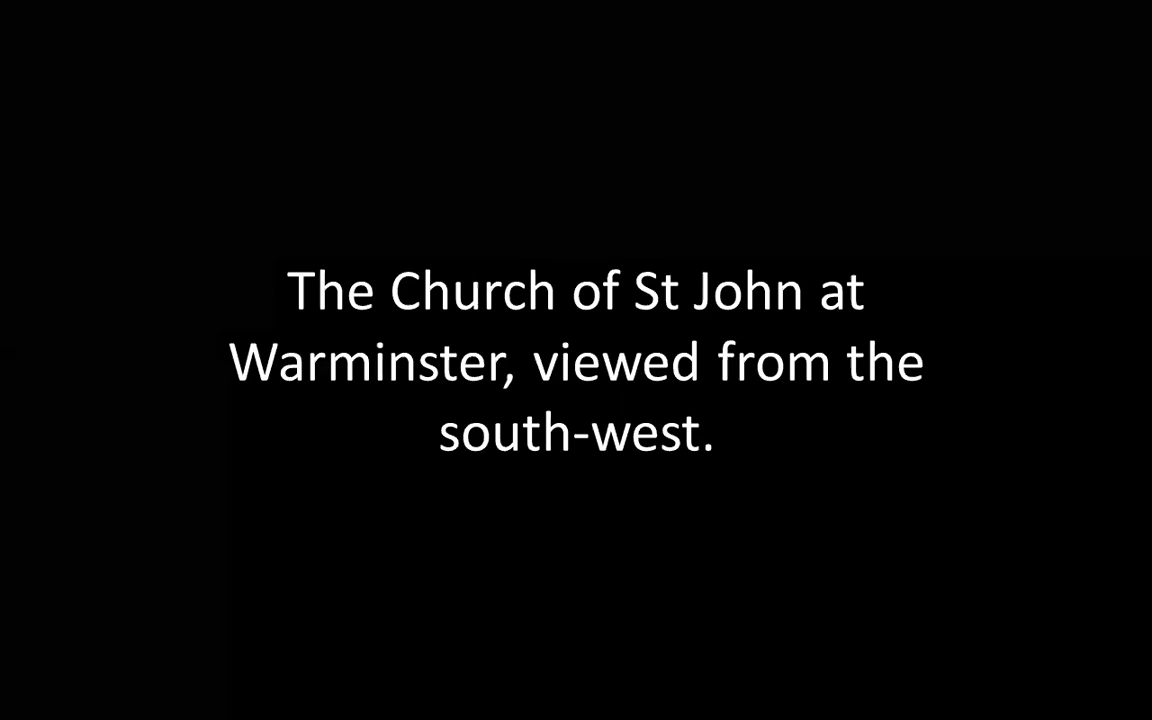 The Church of St John at
Warminster, viewed from the
south-west.